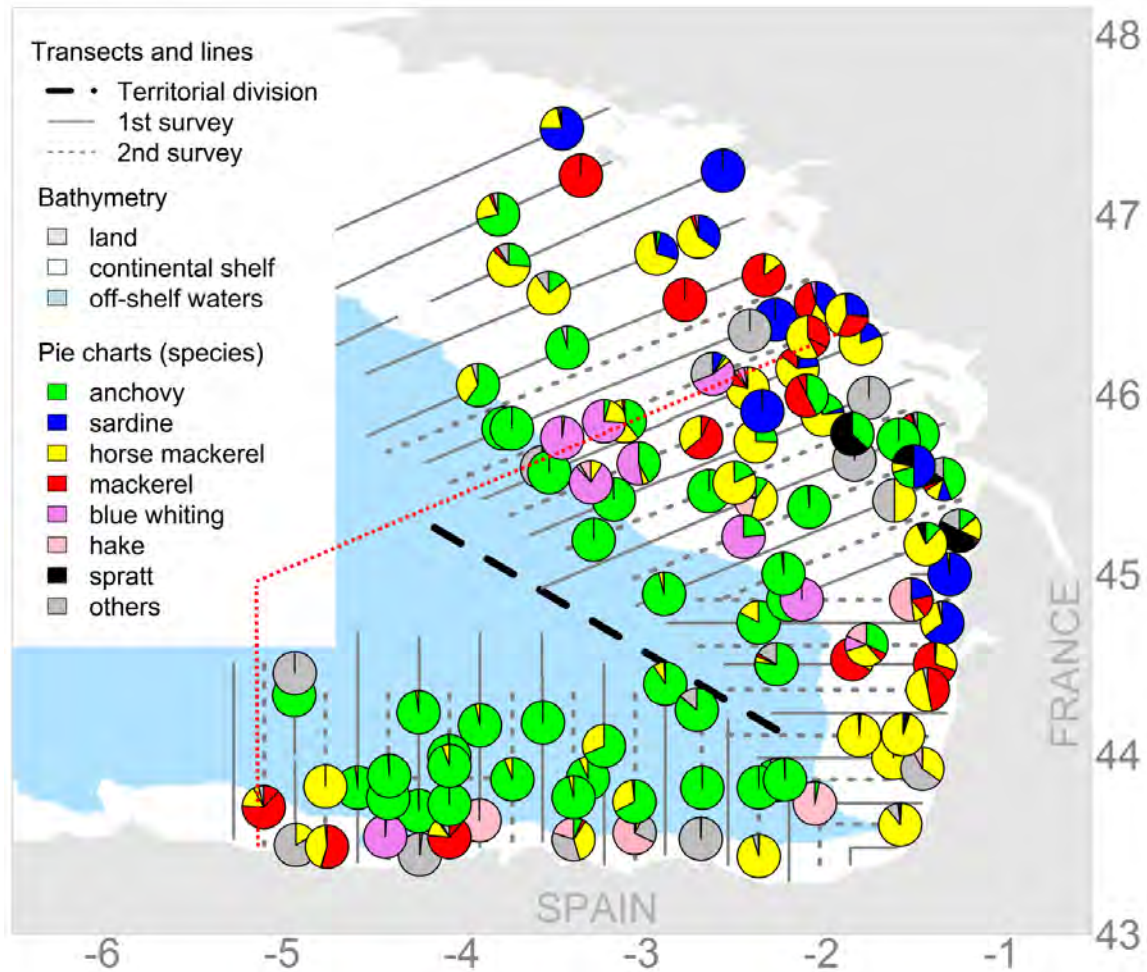 Transects and lines
Territorial division
1st survey
2nd survey
Bathymetry
land
continental shelf
off-shelf waters
Pie charts (species)
anchovy
sardine
horse mackerel
mackerel
blue whiting
hake
spratt
others
48
47
46
45
44
43
FRANCE
SPAIN
-6 -5 -4 -3 -2 -1